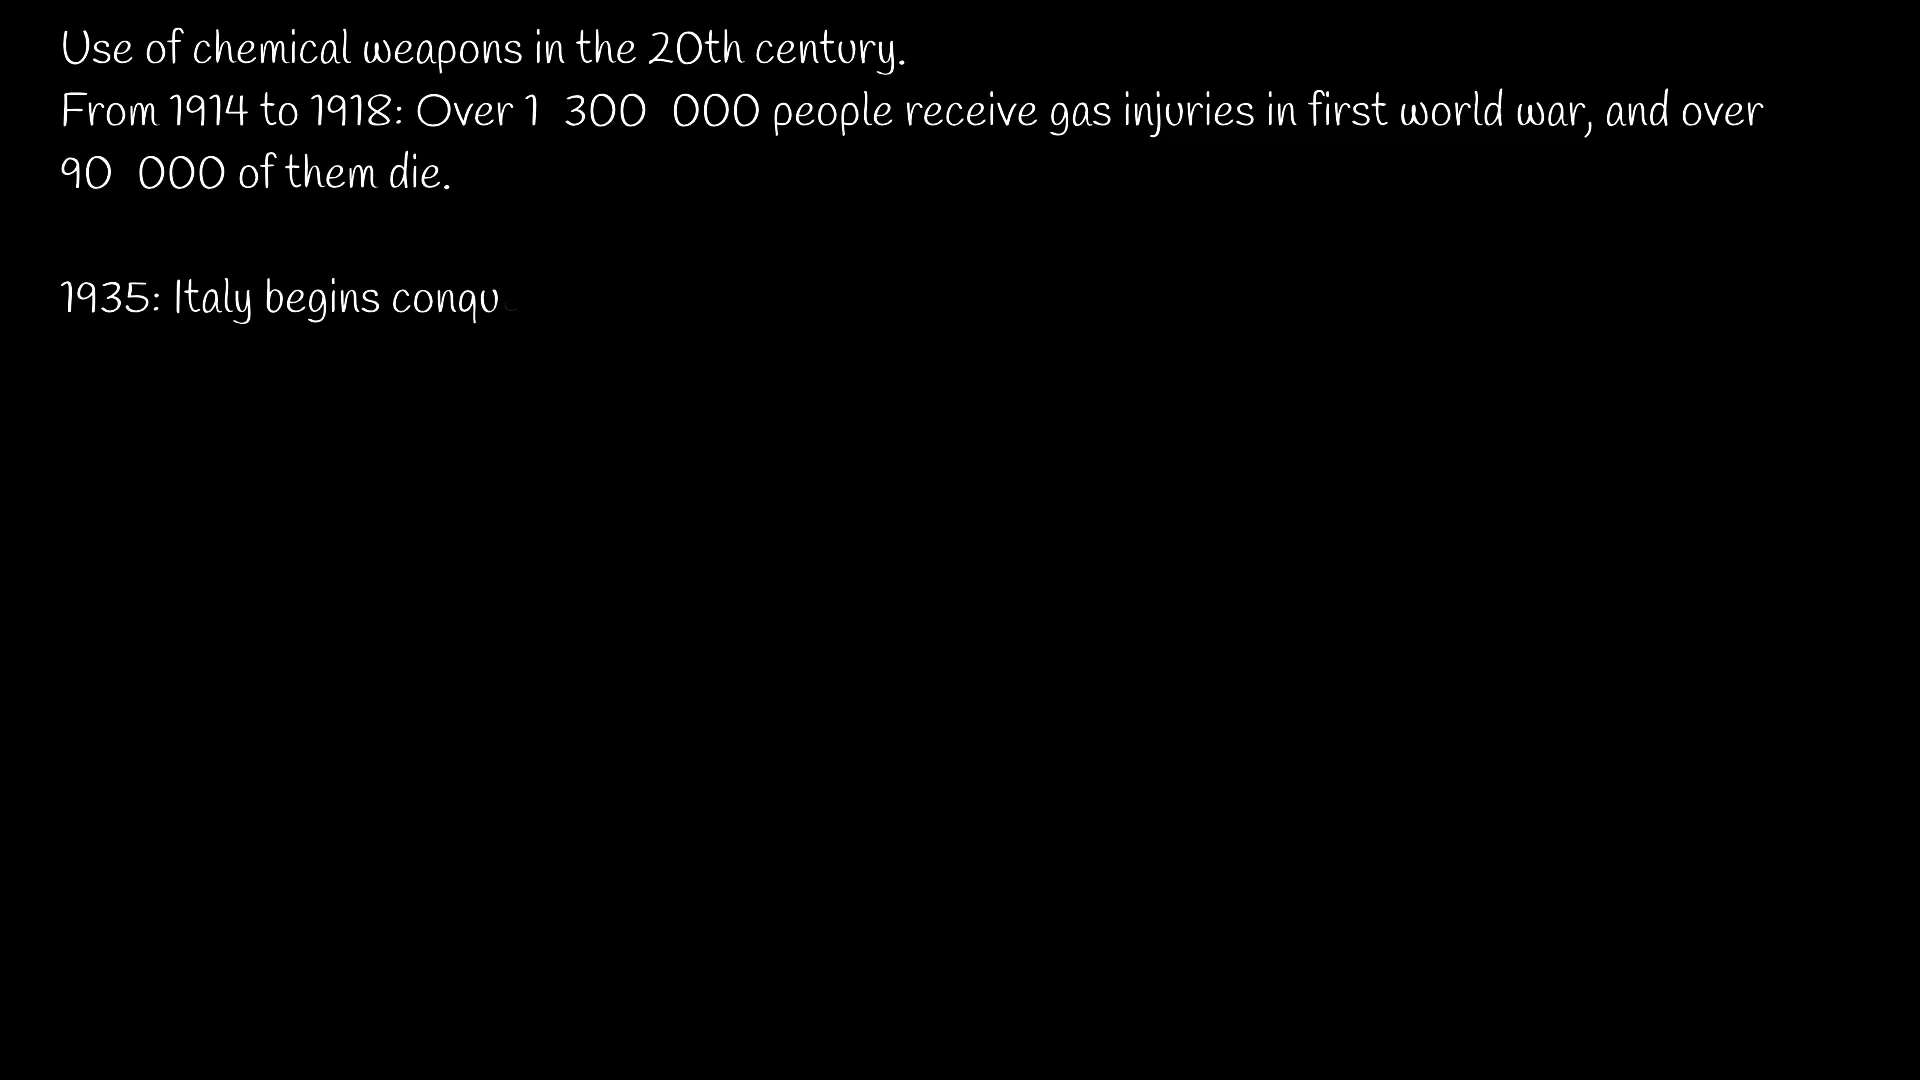 Use of chemical weapons in the 20th century.
From 1914 to 1918: Over 1 300 000 people receive gas injuries in first world war, and over
90 000 of them die.
1935: Italy begins conqu